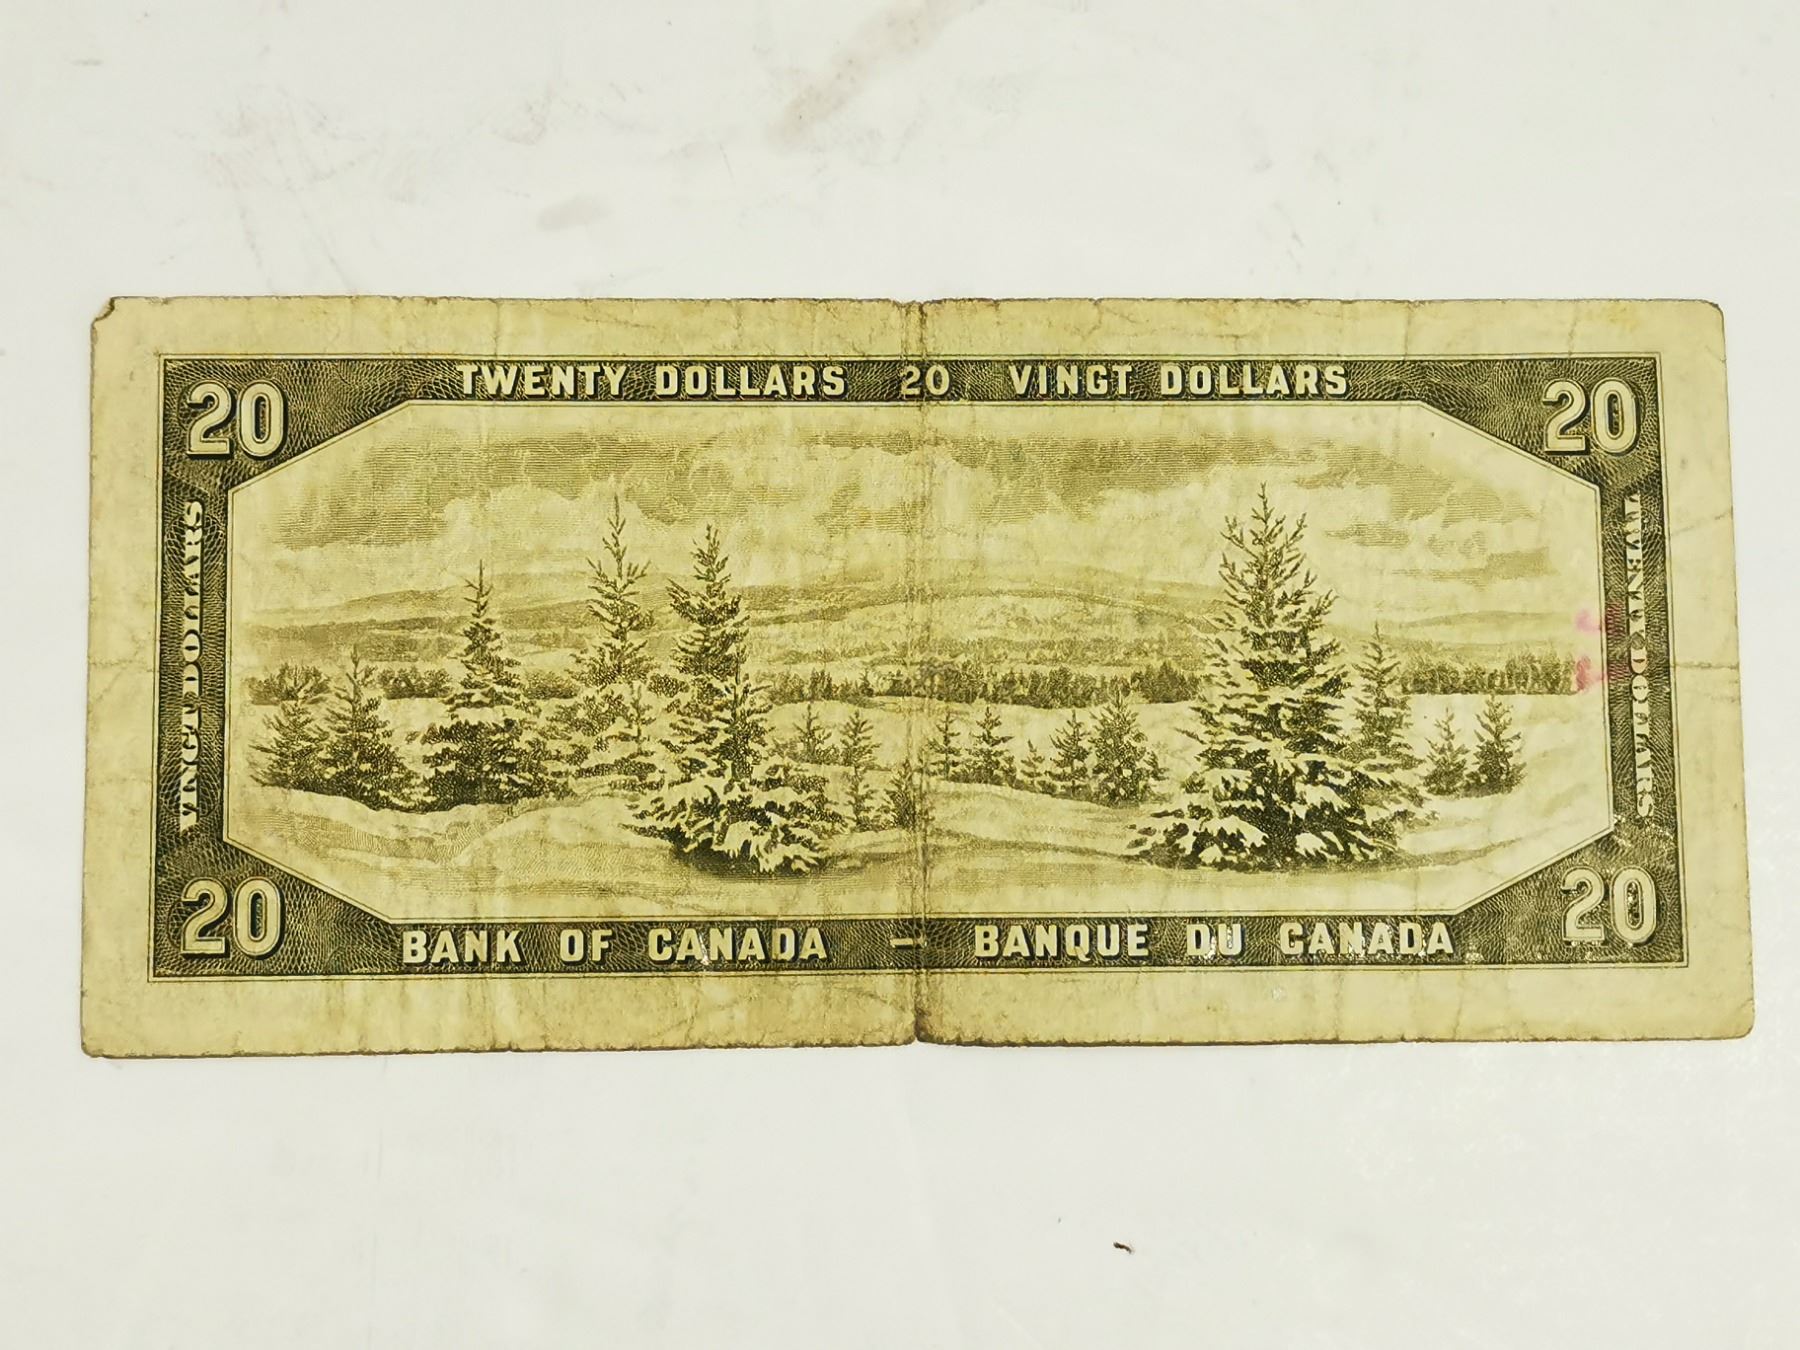 TWENTY DOLLARS 20 VINGT DOLLARS
20
20
VINGT DOLLARS
TWENTY DOLLARS
20
20
BANK OF CANADA — BANQUE DU CANADA